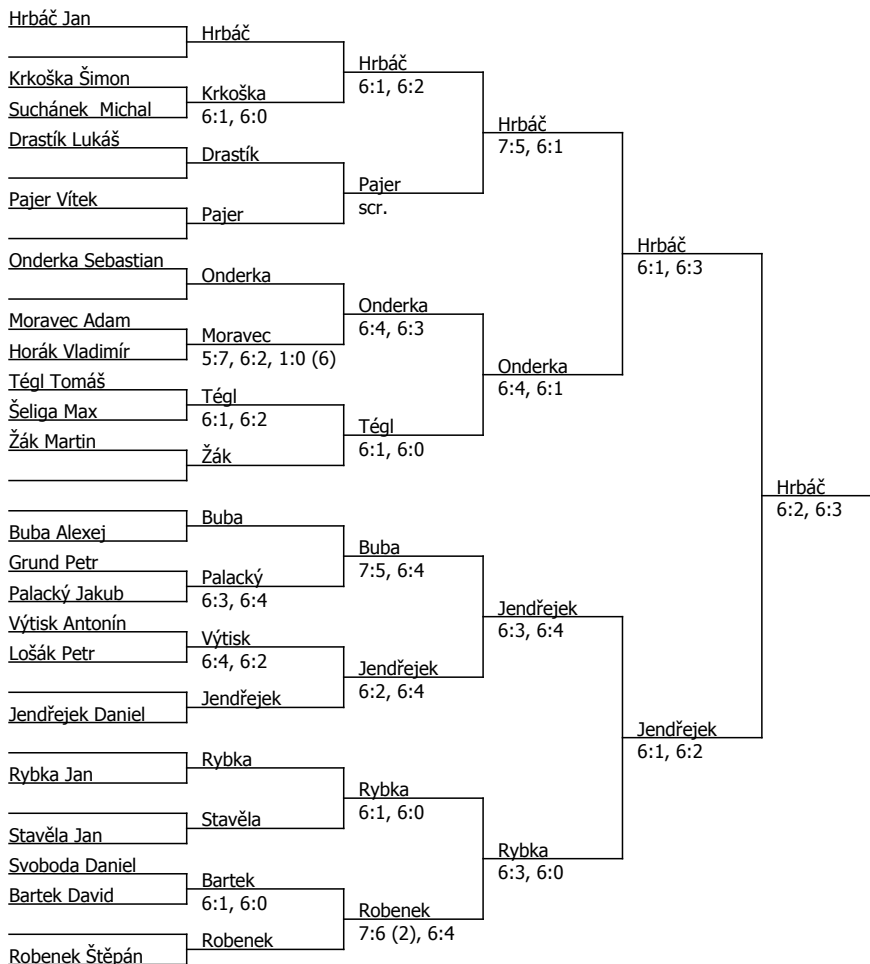 Hrbáč Jan
Krkoška Šimon
Suchánek  Michal
Drastík Lukáš
Pajer Vítek
Onderka Sebastian
Moravec Adam
Horák Vladimír
Tégl Tomáš
Šeliga Max
Žák Martin
Buba Alexej
Grund Petr
Palacký Jakub
Výtisk Antonín
Lošák Petr
Jendřejek Daniel
Rybka Jan
Stavěla Jan
Svoboda Daniel
Bartek David
Robenek Štěpán
Hrbáč
Krkoška
6:1, 6:0
Drastík
Pajer
Onderka
Moravec
5:7, 6:2, 1:0 (6)
Tégl
6:1, 6:2
Žák
Buba
Palacký
6:3, 6:4
Výtisk
6:4, 6:2
Jendřejek
Rybka
Stavěla
Bartek
6:1, 6:0
Robenek
Hrbáč
6:1, 6:2
Pajer
scr.
Onderka
6:4, 6:3
Tégl
6:1, 6:0
Buba
7:5, 6:4
Jendřejek
6:2, 6:4
Rybka
6:1, 6:0
Robenek
7:6 (2), 6:4
Hrbáč
7:5, 6:1
Onderka
6:4, 6:1
Jendřejek
6:3, 6:4
Rybka
6:3, 6:0
Hrbáč
6:1, 6:3
Jendřejek
6:1, 6:2
Hrbáč
6:2, 6:3